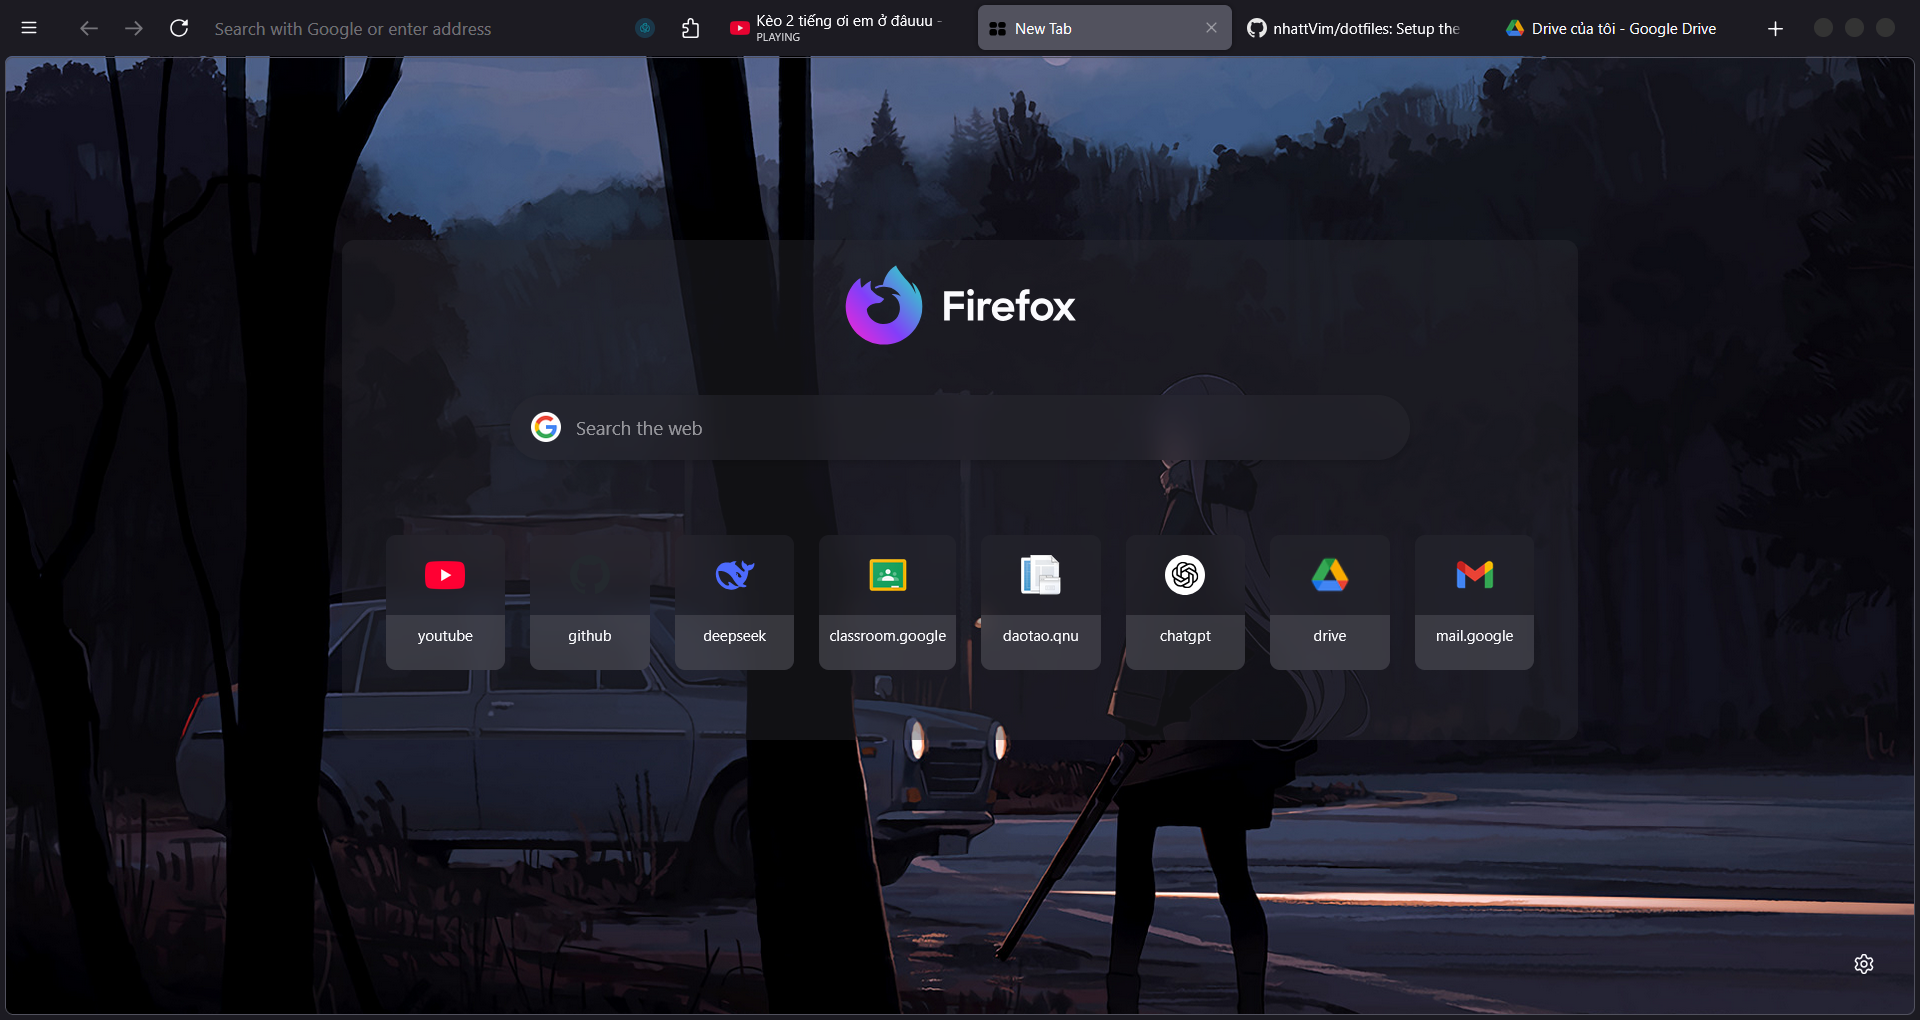 Search with Google or enter address
Kèo 2 tiếng ơi em ở đâuuu -
PLAYING
New Tab
nhattVim/dotfiles: Setup the
Drive của tôi - Google Drive
Firefox
Search the web
youtube
github
deepseek
classroom.google
daotao.qnu
chatgpt
drive
mail.google